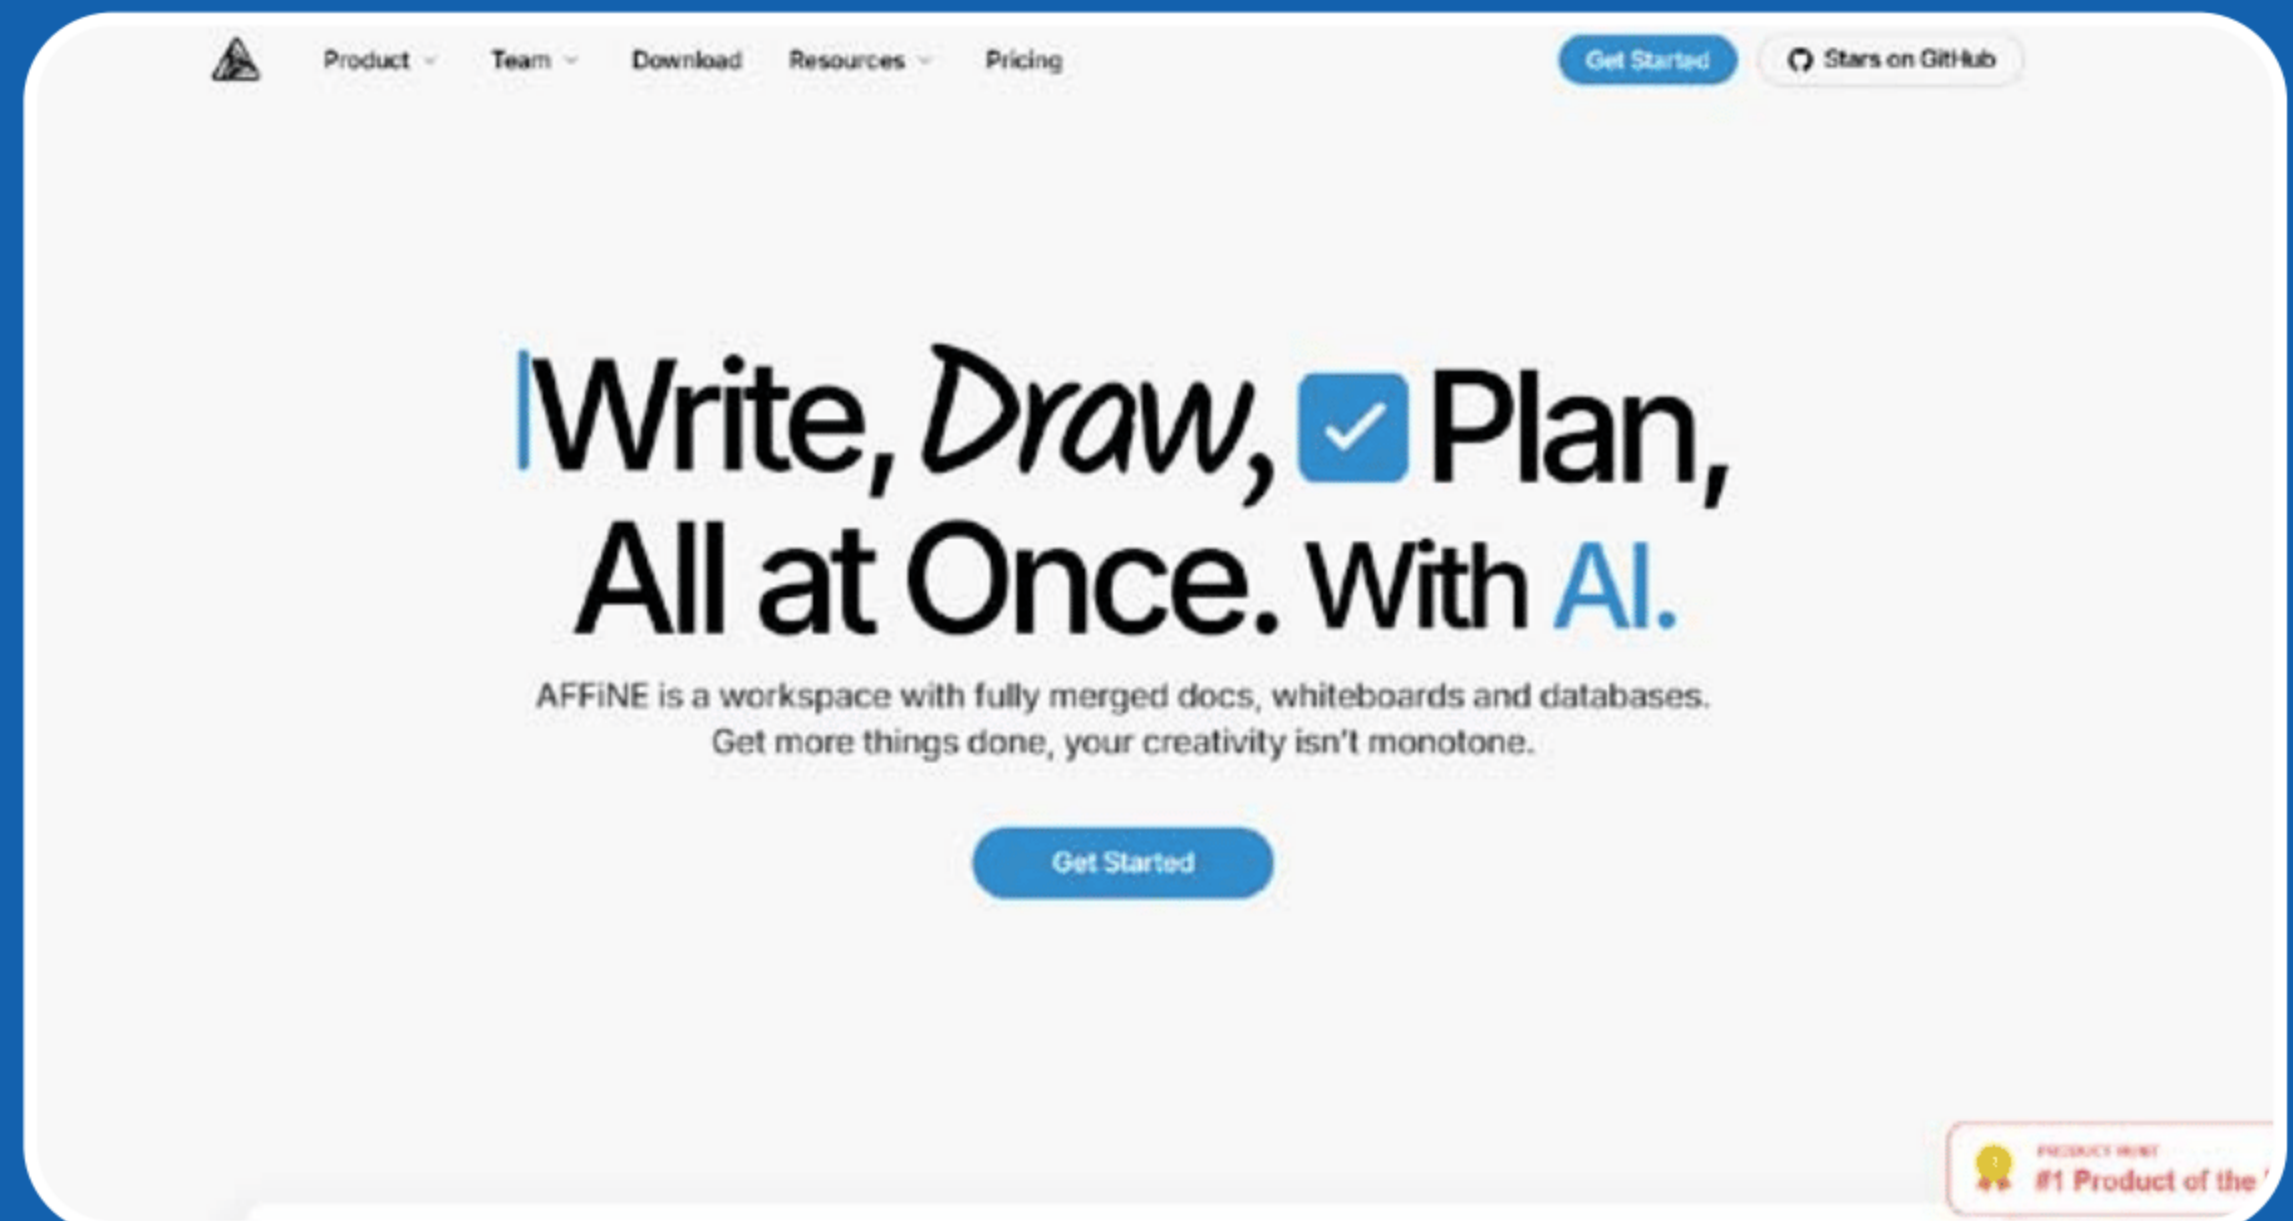 Product Team Download Resources Pricing Get Started Stars on GitHub
Write, Draw, Plan,
All at Once. With AI.
AFFiNE is a workspace with fully merged docs, whiteboards and databases.
Get more things done, your creativity isn't monotone.
Get Started
PRODUCT HUNT
#1 Product of the